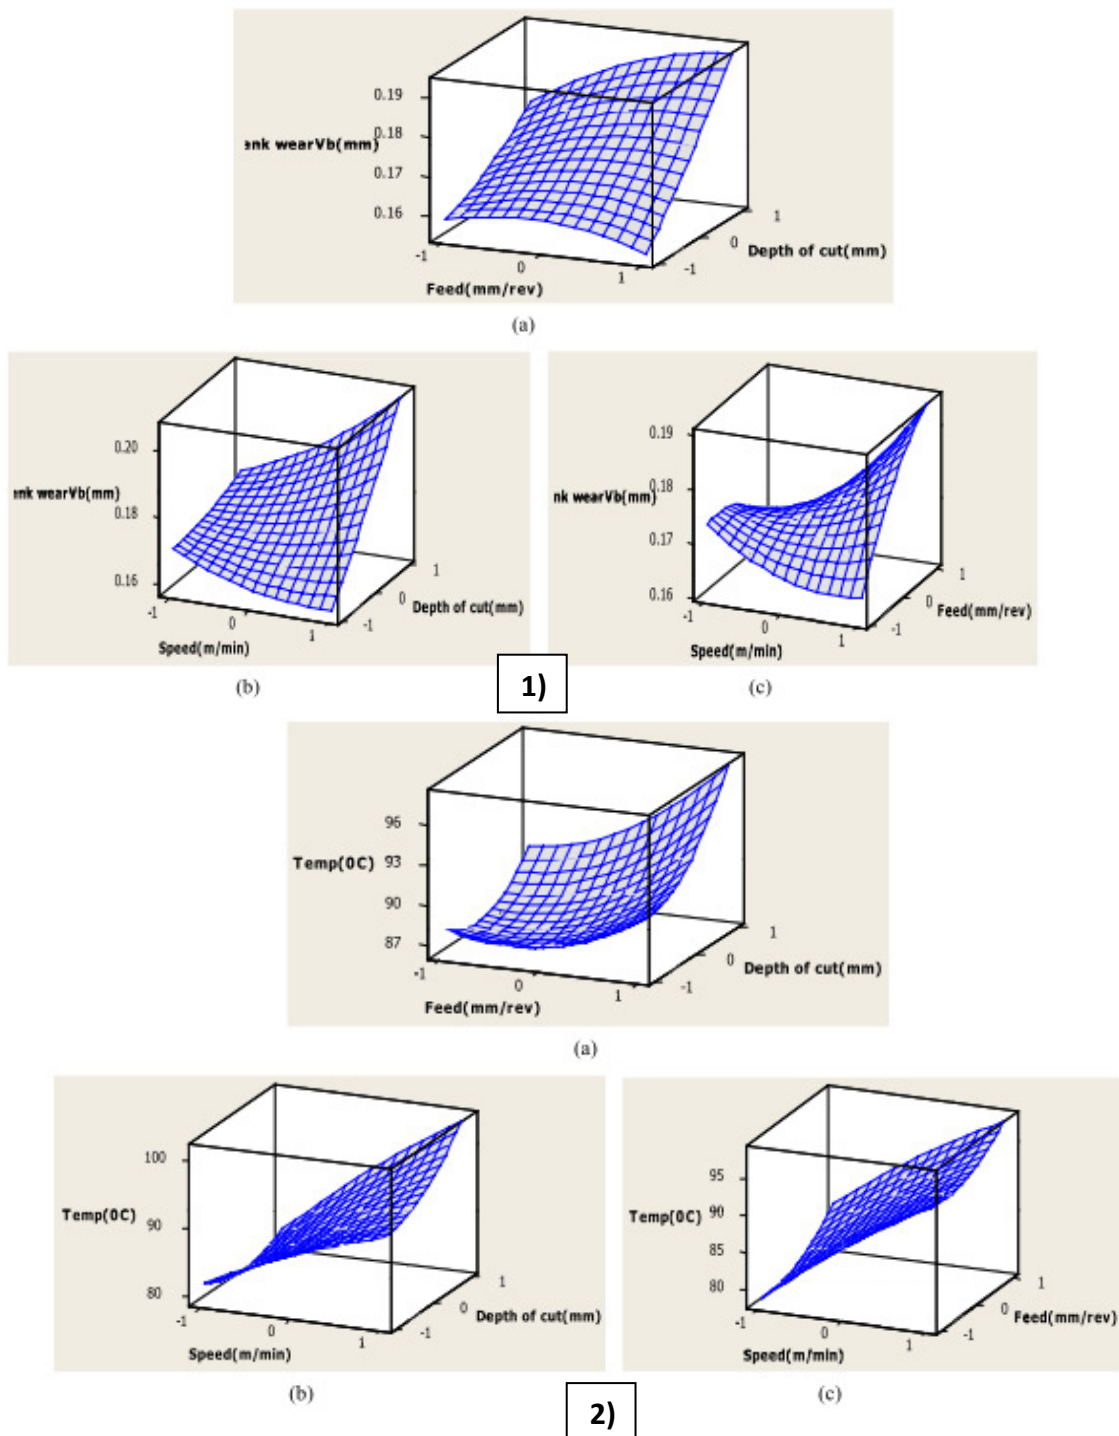 0.19
ank wearVb(mm) 0.18
0.17
0.16
-1 0 1
Feed(mm/rev)
-1 0 1
Depth of cut(mm)
(a)
0.20
ank wearVb(mm)
0.18
0.16
-1 0 1
Speed(m/min)
-1 0 1
Depth of cut(mm)
(b)
0.19
nk wearVb(mm)
0.18
0.17
0.16
-1 0 1
Speed(m/min)
-1 0 1
Feed(mm/rev)
(c)
1)
96
Temp(0C) 93
90
87
-1 0 1
Feed(mm/rev)
-1 0 1
Depth of cut(mm)
(a)
100
Temp(0C)
90
80
-1 0 1
Speed(m/min)
-1 0 1
Depth of cut(mm)
(b)
95
Temp(0C) 90
85
80
-1 0 1
Speed(m/min)
-1 0 1
Feed(mm/rev)
(c)
2)